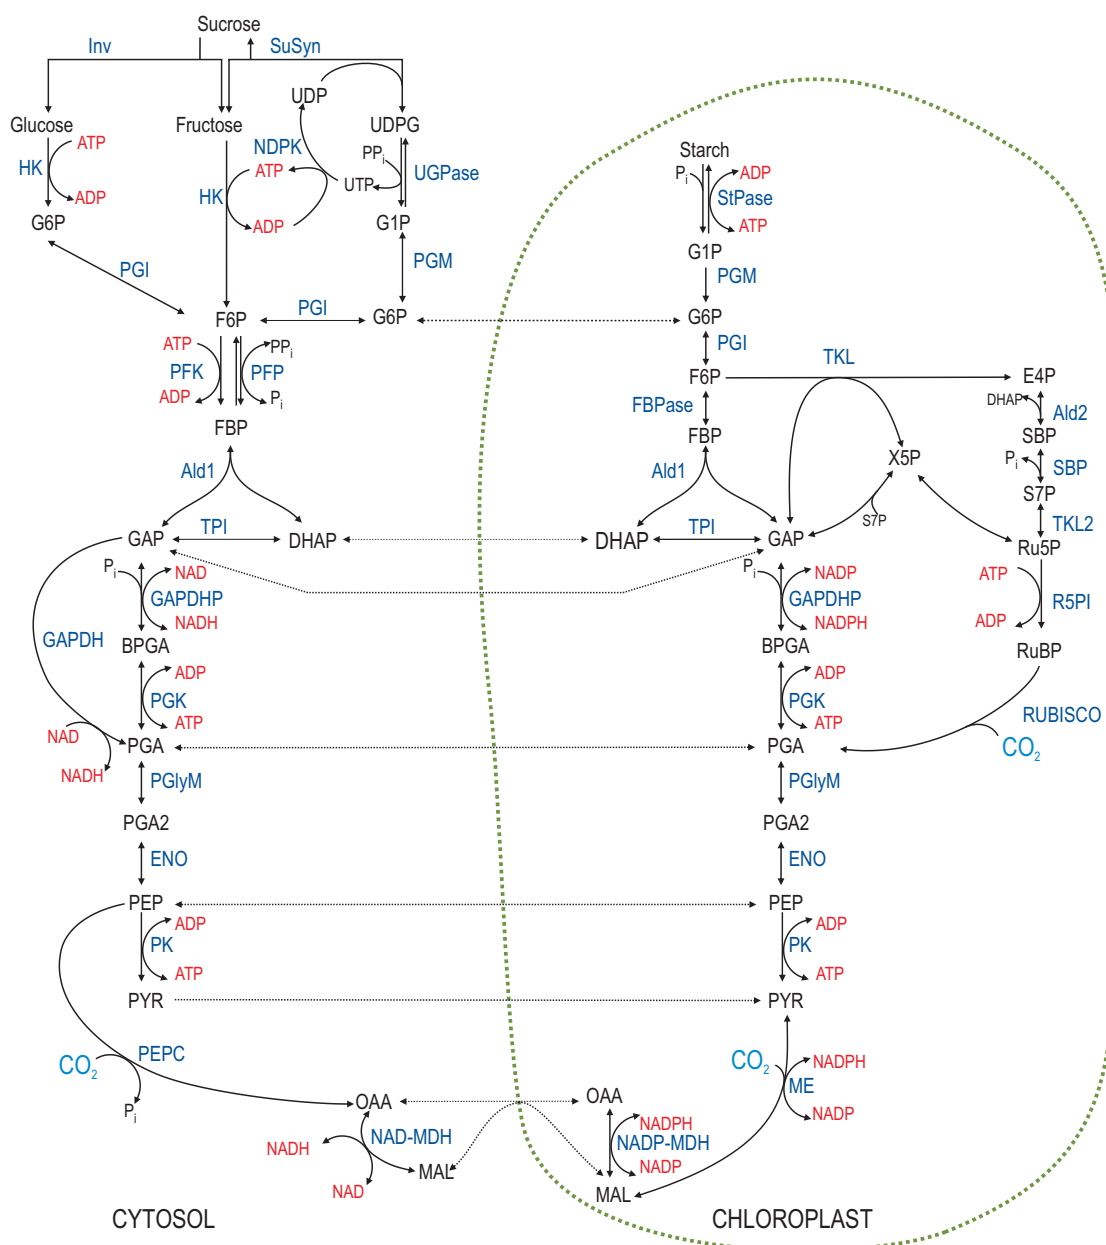 Sucrose
Inv
SuSyn
UDP
Glucose
Fructose
UDPG
ATP
NDPK
PPi
HK
ATP
UTP
UGPase
HK
ADP
G6P
ADP
G1P
PGI
PGM
F6P
PGI
G6P
ATP
PPi
PFK
PFP
ADP
Pi
FBP
Ald1
GAP
TPI
DHAP
Pi
NAD
GAPDHP
NADH
GAPDH
BPGA
ADP
PGK
ATP
NAD
PGA
NADH
PGlyM
PGA2
ENO
PEP
ADP
PK
ATP
PYR
PEPC
CO2
Pi
OAA
NAD-MDH
NADH
MAL
NAD
CYTOSOL
Starch
Pi
ADP
StPase
ATP
G1P
PGM
G6P
PGI
TKL
F6P
E4P
FBPase
DHAP
Ald2
FBP
SBP
X5P
Pi
SBP
Ald1
S7P
S7P
TKL2
DHAP
TPI
GAP
Ru5P
Pi
NADP
ATP
GAPDHP
R5PI
NADPH
ADP
BPGA
RuBP
ADP
PGK
ATP
RUBISCO
PGA
CO2
PGlyM
PGA2
ENO
PEP
ADP
PK
ATP
PYR
CO2
NADPH
ME
OAA
NADP
NADPH
NADP-MDH
NADP
MAL
CHLOROPLAST